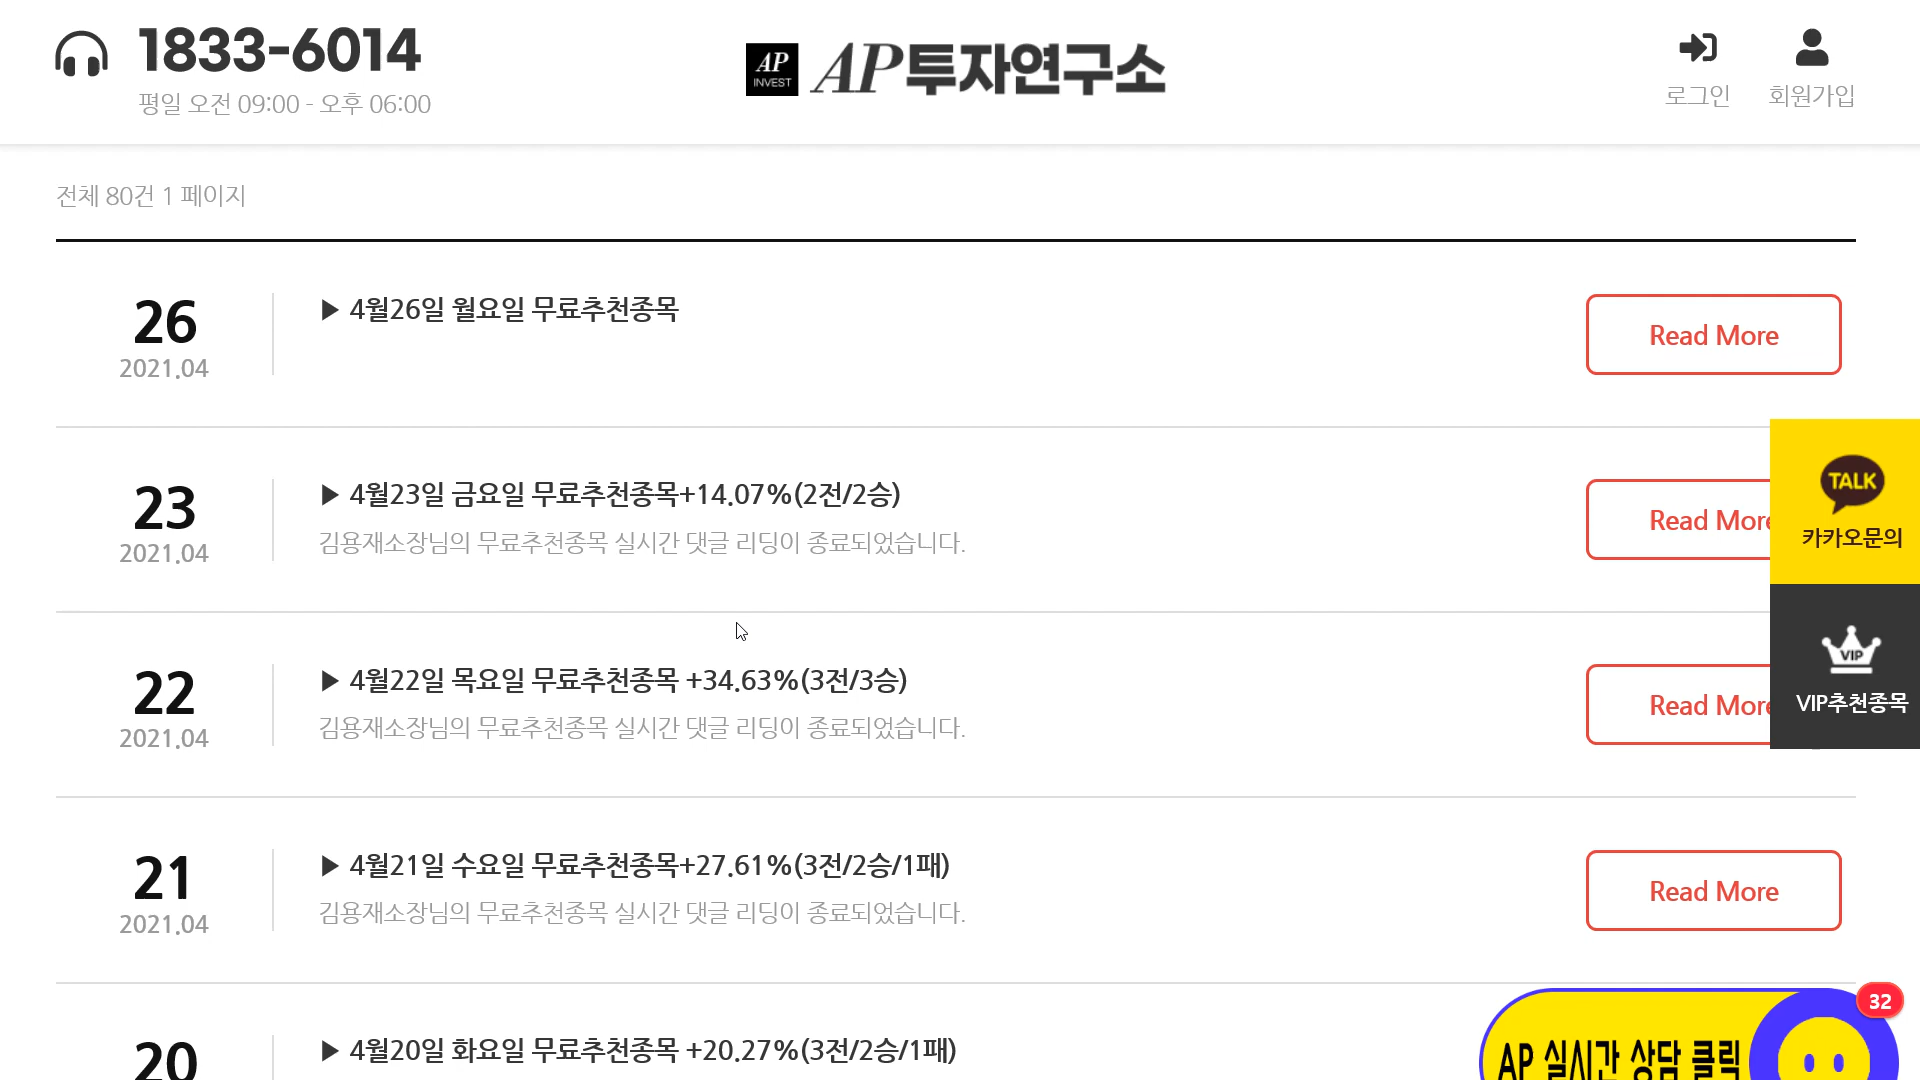 1833-6014
평일 오전 09:00 - 오후 06:00
AP
INVEST
AP투자연구소
로그인
회원가입
전체 80건 1 페이지
26
2021.04
▶ 4월26일 월요일 무료추천종목
Read More
23
2021.04
▶ 4월23일 금요일 무료추천종목+14.07%(2전/2승)
김용재소장님의 무료추천종목 실시간 댓글 리딩이 종료되었습니다.
Read More
TALK
카카오문의
22
2021.04
▶ 4월22일 목요일 무료추천종목 +34.63%(3전/3승)
김용재소장님의 무료추천종목 실시간 댓글 리딩이 종료되었습니다.
Read More
VIP
VIP추천종목
21
2021.04
▶ 4월21일 수요일 무료추천종목+27.61%(3전/2승/1패)
김용재소장님의 무료추천종목 실시간 댓글 리딩이 종료되었습니다.
Read More
20
▶ 4월20일 화요일 무료추천종목 +20.27%(3전/2승/1패)
32
AP 실시간 상담 클릭